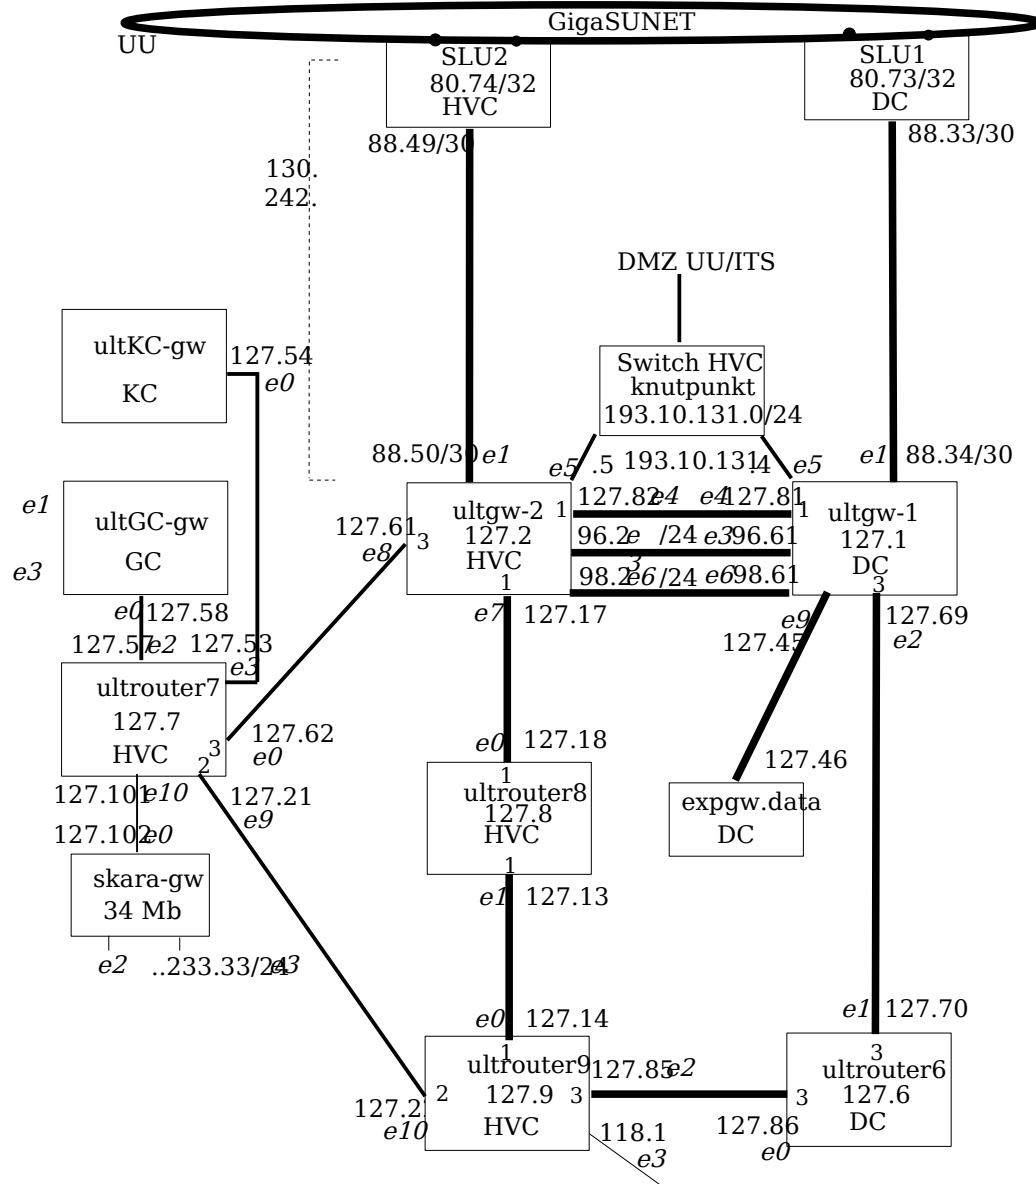 GigaSUNET
UU
SLU2
80.74/32
HVC
SLU1
80.73/32
DC
88.49/30
88.33/30
130.
242.
DMZ UU/ITS
ultKC-gw
KC
127.54
e0
Switch HVC
knutpunkt
193.10.131.0/24
88.50/30 e1
e5 .5 193.10.131. .4 e5
e1 88.34/30
e1
ultGC-gw
GC
e3
127.61
e8
3
ultgw-2
127.2
HVC
1
1
127.82 e4 e4 127.81
96.2 e /24 e3 96.61
3
98.2 e6 /24 e6 98.61
1
ultgw-1
127.1
DC
3
e0 127.58
127.57 e2
127.53
e3
e7 127.17
e9
127.45
127.69
e2
ultrouter7
127.7
HVC
3
2
127.62
e0
e0 127.18
127.46
127.101 e10
127.102 e0
127.21
e9
1
ultrouter8
127.8
HVC
1
expgw.data
DC
skara-gw
34 Mb
e2 ..233.33/24 e3
e1 127.13
e0 127.14
e1 127.70
1
ultrouter9
127.9
HVC
2
3
127.2
e10
127.85 e2
118.1
e3
3
ultrouter6
127.6
DC
3
127.86
e0